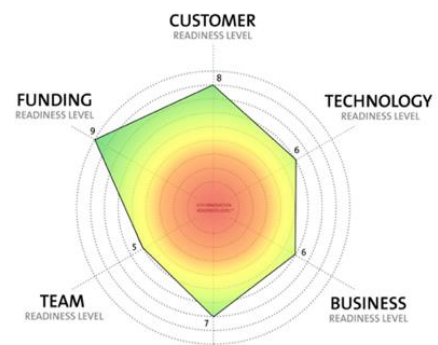 CUSTOMER
READINESS LEVEL
8
FUNDING
READINESS LEVEL
9
TECHNOLOGY
READINESS LEVEL
6
5
6
TEAM
READINESS LEVEL
BUSINESS
READINESS LEVEL
7